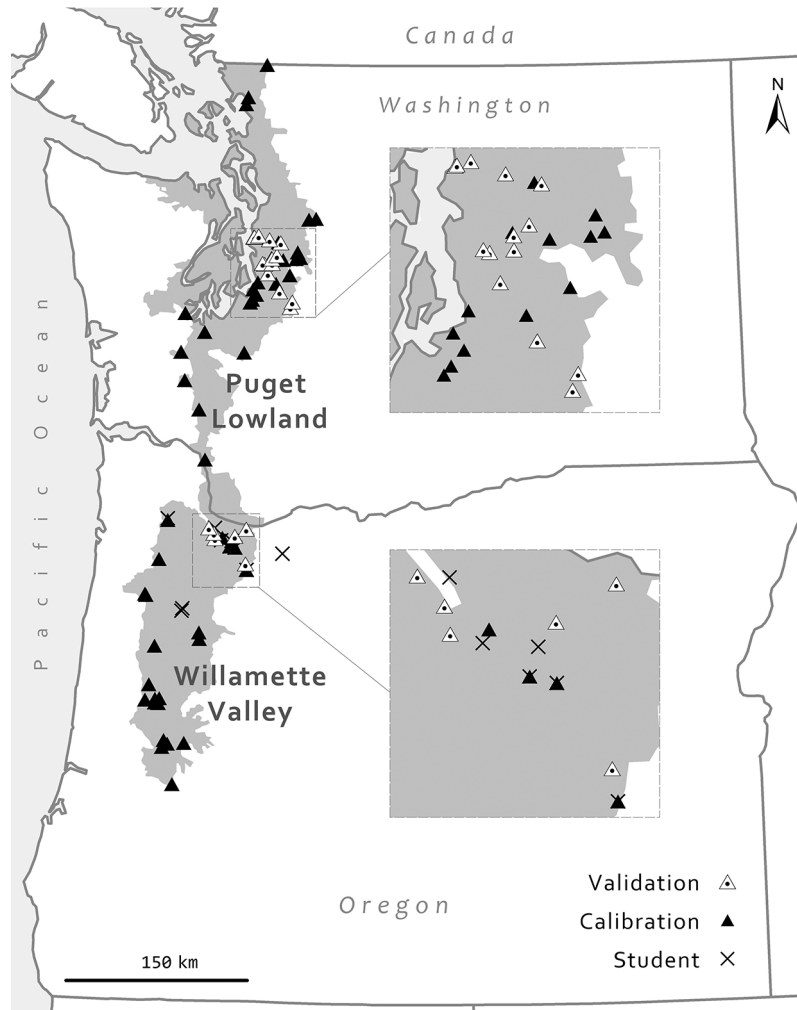 Canada
Washington
N
Pacific Ocean
Puget
Lowland
Willamette
Valley
Oregon
Validation
Calibration
Student
150 km